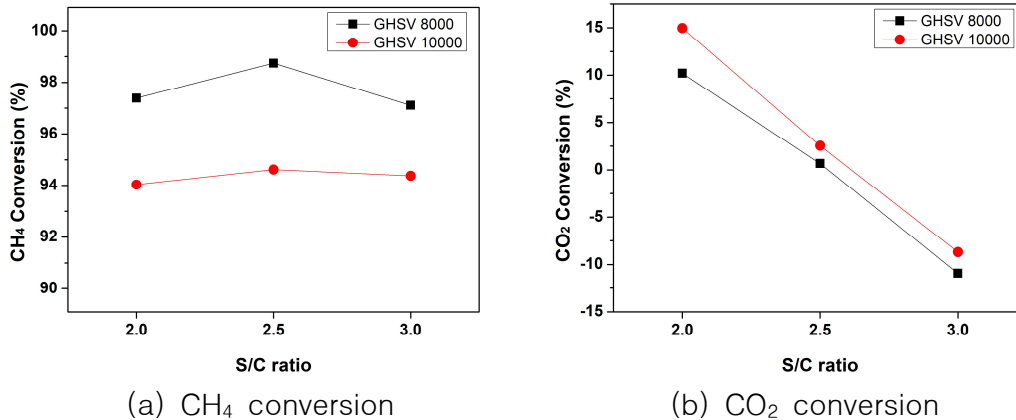 100
98
96
94
92
90
CH₄ Conversion (%)
GHSV 8000
GHSV 10000
2.0 2.5 3.0
S/C ratio
(a) CH₄ conversion
15
10
5
0
-5
-10
-15
CO₂ Conversion (%)
GHSV 8000
GHSV 10000
2.0 2.5 3.0
S/C ratio
(b) CO₂ conversion